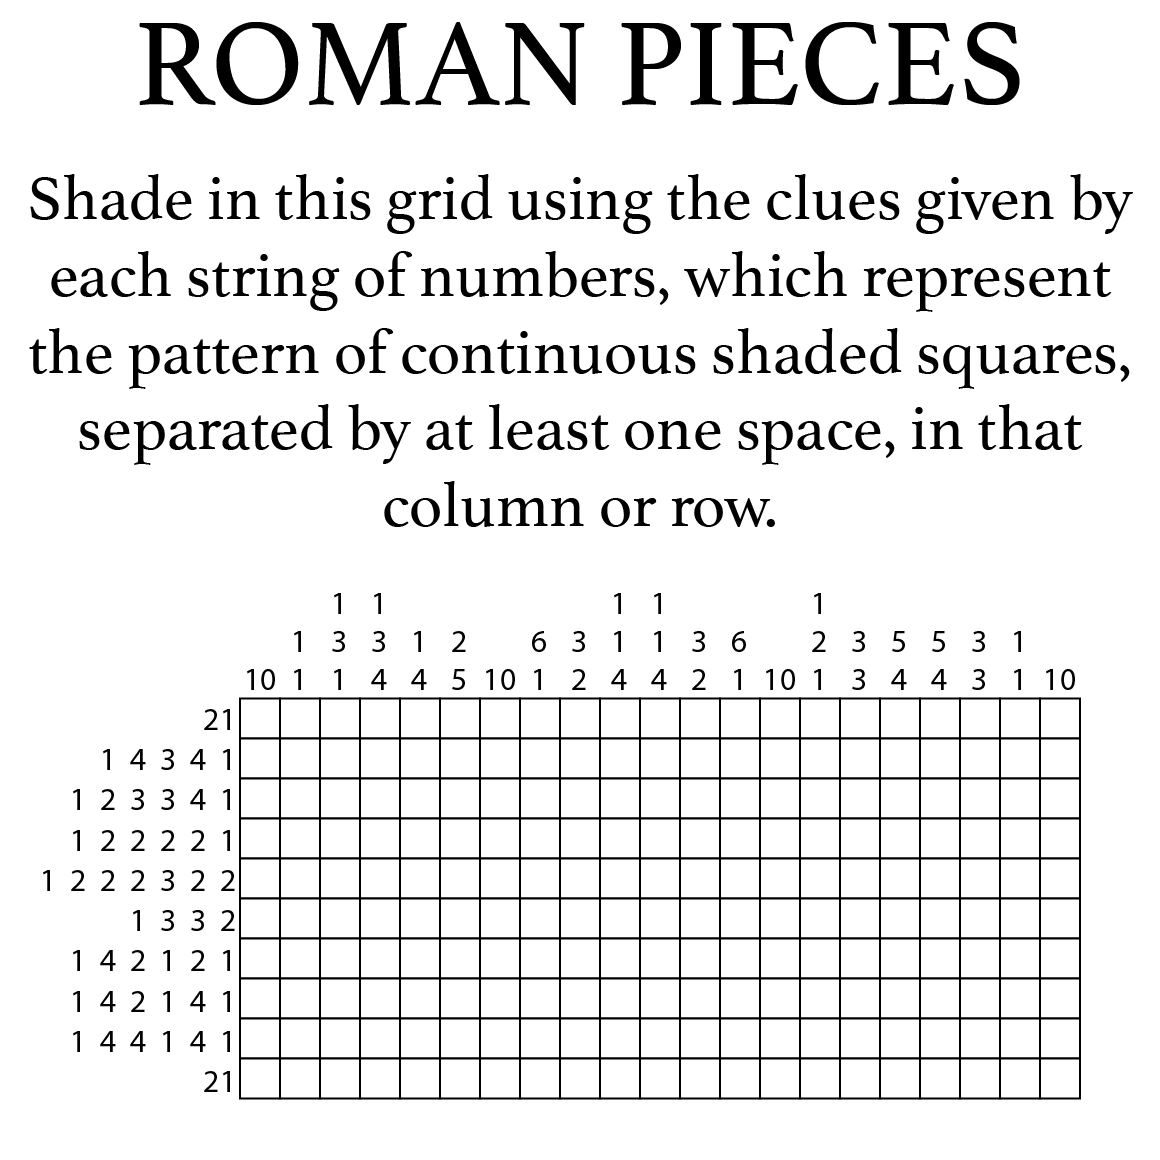 ROMAN PIECES
Shade in this grid using the clues given by
each string of numbers, which represent
the pattern of continuous shaded squares,
separated by at least one space, in that
column or row.
1 1 1 1 1
1 3 3 1 2 6 3 1 1 3 6 2 3 5 5 3 1
10 1 1 4 4 5 10 1 2 4 4 2 1 10 1 3 4 4 3 1 10
21
1 4 3 4 1
1 2 3 3 4 1
1 2 2 2 2 1
1 2 2 2 3 2 2
1 3 3 2
1 4 2 1 2 1
1 4 2 1 4 1
1 4 4 1 4 1
21